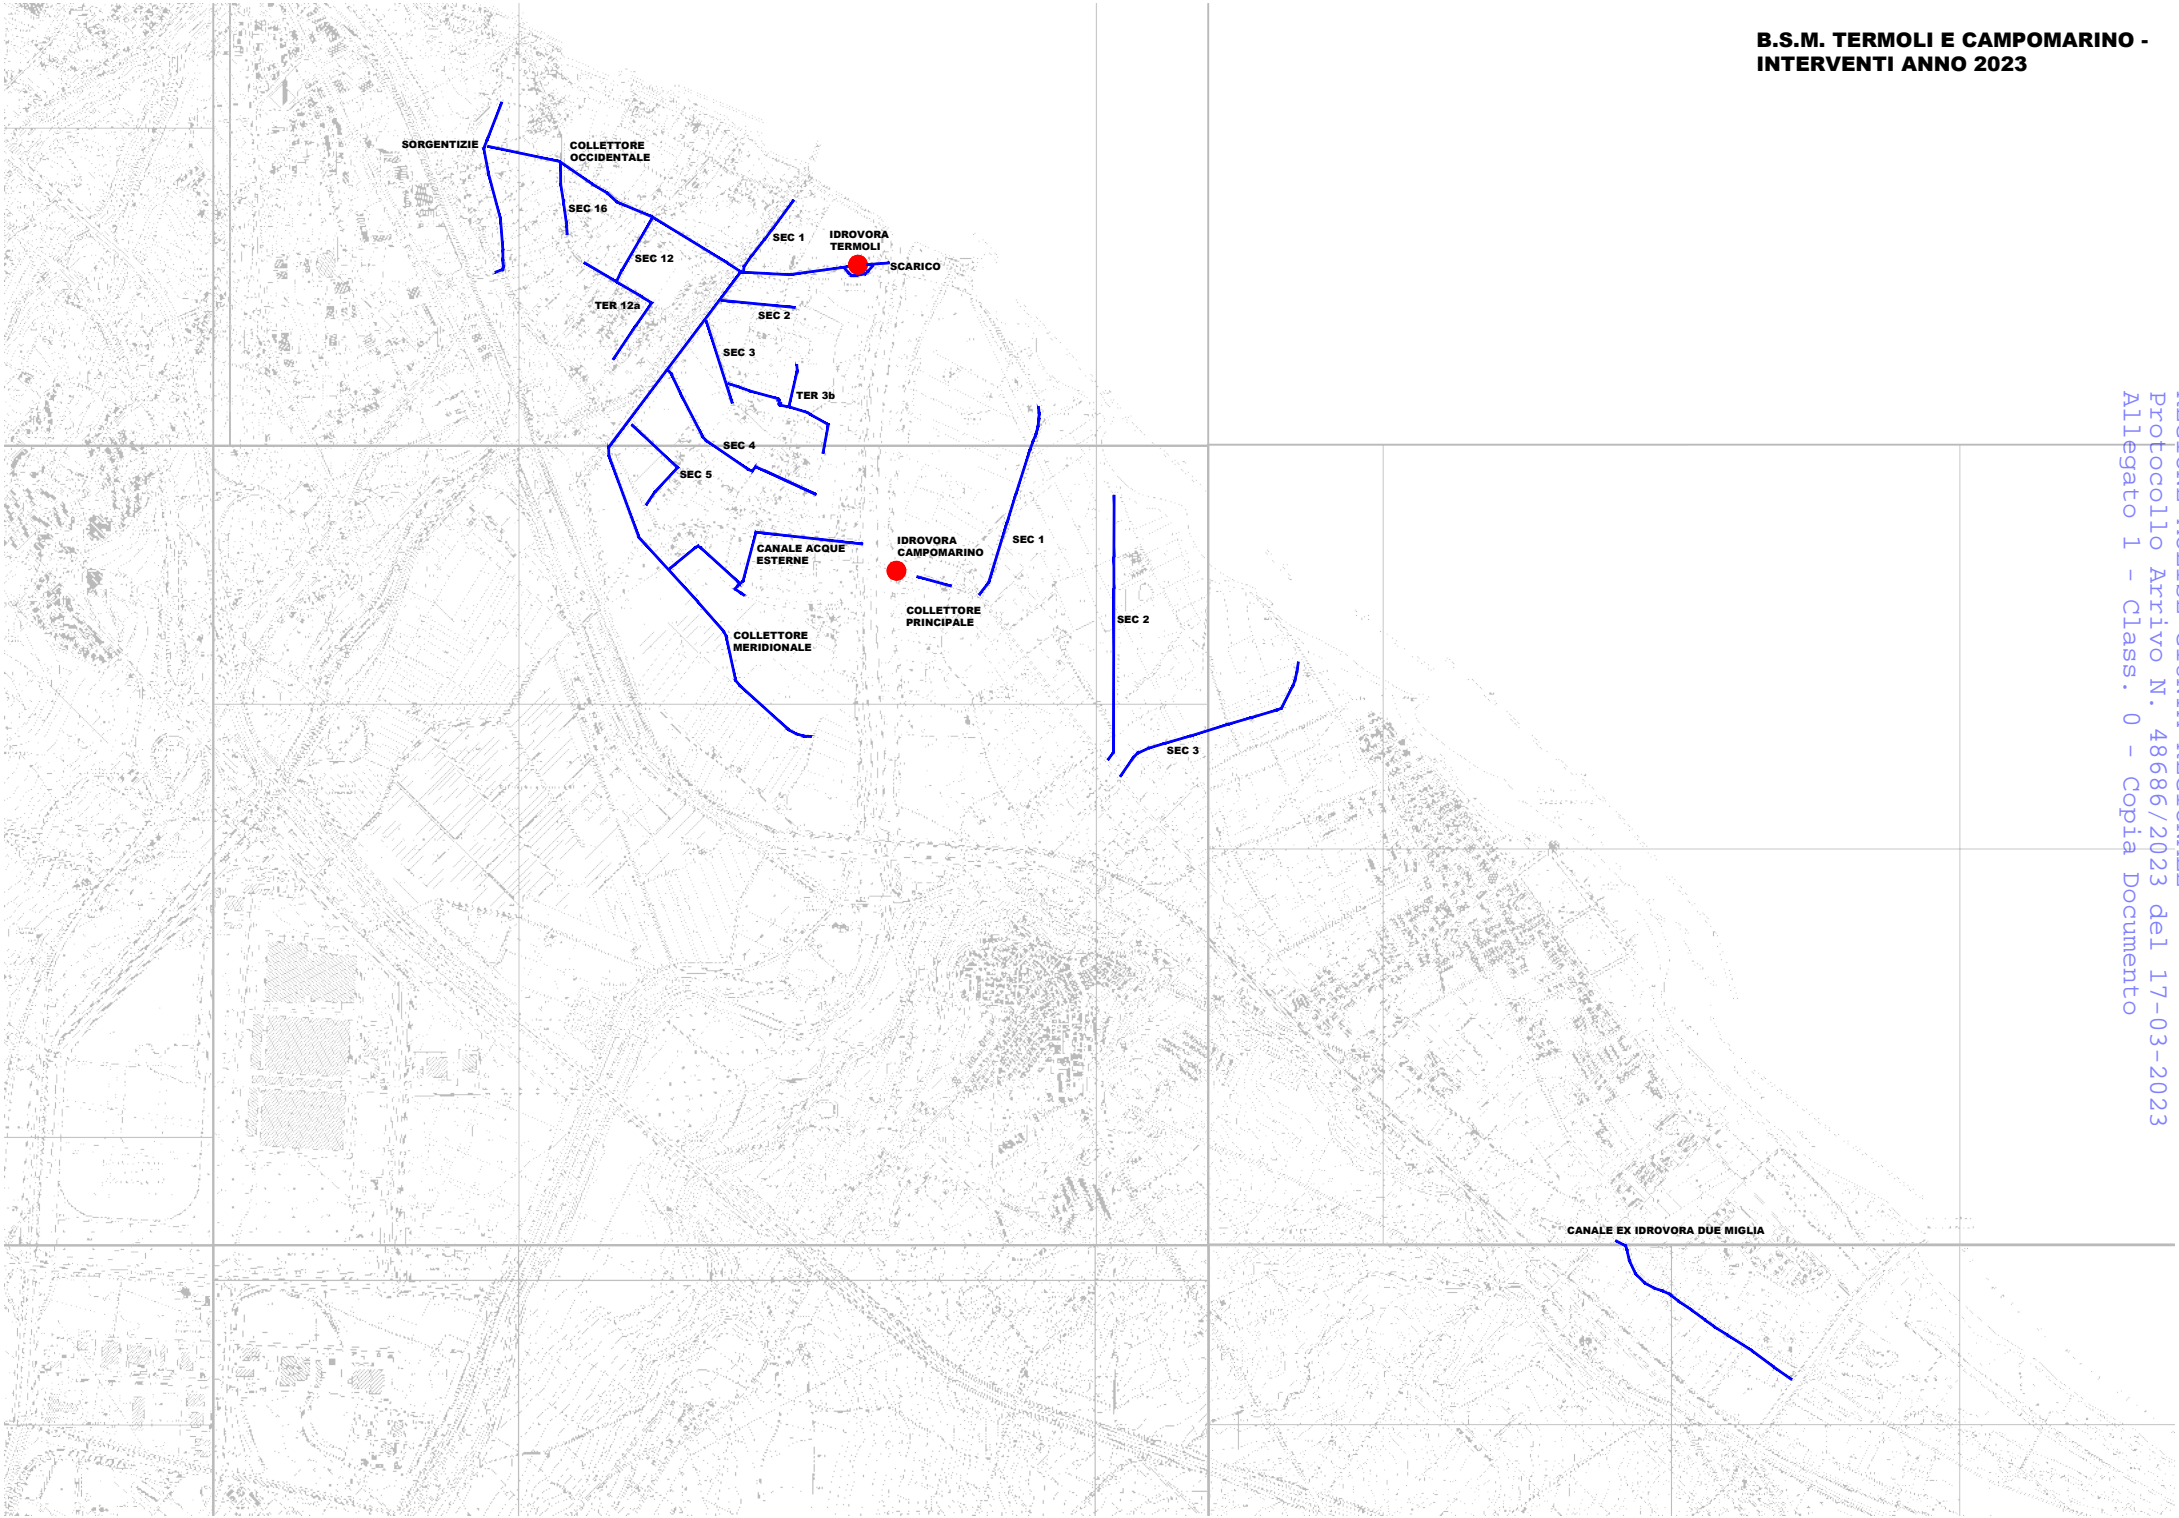 B.S.M. TERMOLI E CAMPOMARINO -
INTERVENTI ANNO 2023
SORGENTIZIE
COLLETTORE
OCCIDENTALE
SEC 16
SEC 12
TER 12a
SEC 1
IDROVORA
TERMOLI
SCARICO
SEC 2
SEC 3
TER 3b
SEC 4
SEC 5
CANALE ACQUE
ESTERNE
IDROVORA
CAMPOMARINO
SEC 1
COLLETTORE
PRINCIPALE
SEC 2
COLLETTORE
MERIDIONALE
SEC 3
CANALE EX IDROVORA DUE MIGLIA
Protocollo Arrivo N. 48686/2023 del 17-03-2023
Allegato 1 - Class. 0 - Copia Documento